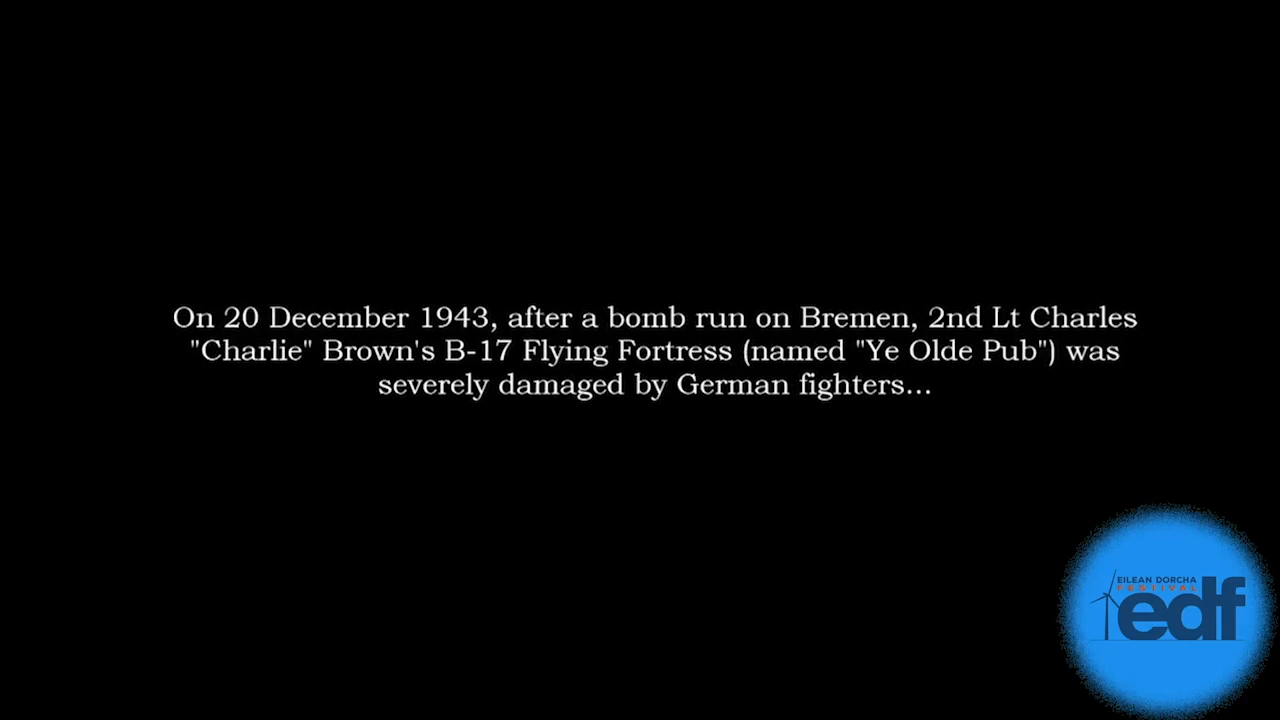 On 20 December 1943, after a bomb run on Bremen, 2nd Lt Charles
"Charlie" Brown's B-17 Flying Fortress (named "Ye Olde Pub") was
severely damaged by German fighters...
EILEAN DORCHA
FESTIVAL
edf